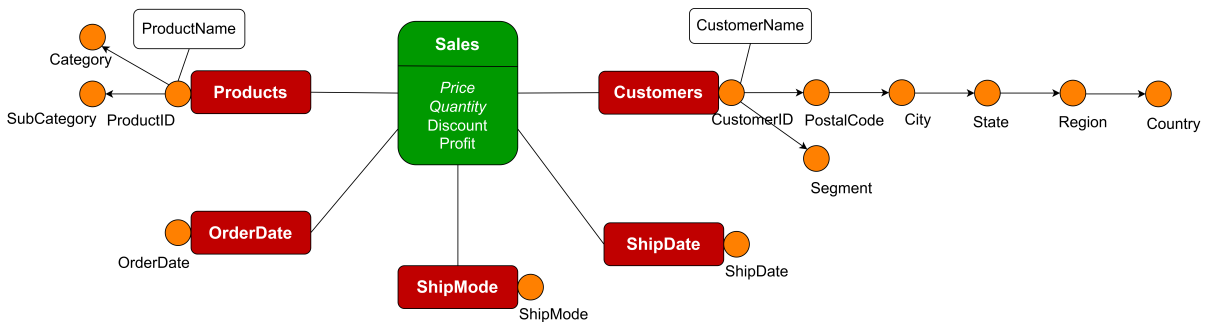 ProductName
CustomerName
Sales
Category
Products
Price
Quantity
Discount
Profit
Customers
SubCategory
ProductID
CustomerID
PostalCode
City
State
Region
Country
Segment
OrderDate
OrderDate
ShipDate
ShipDate
ShipMode
ShipMode